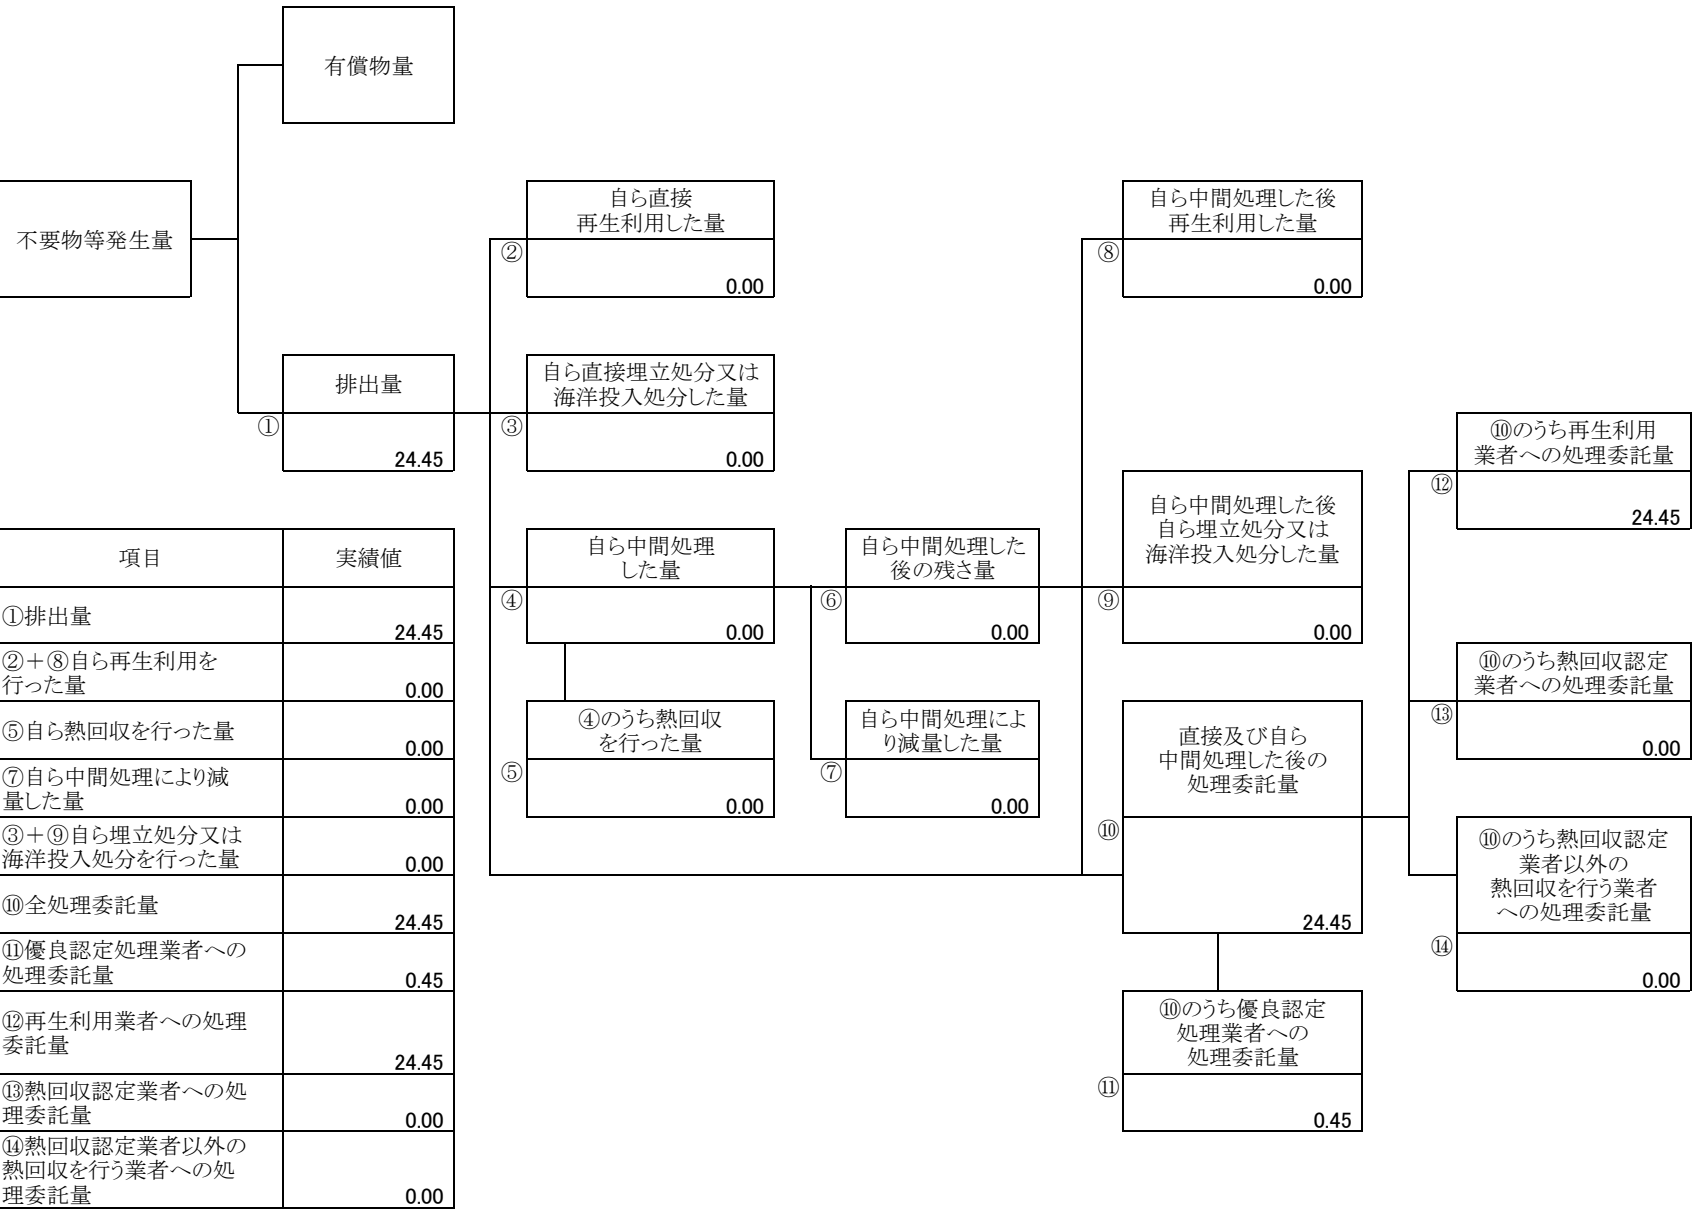 有償物量
不要物等発生量
自ら直接
再生利用した量
②
0.00
自ら中間処理した後
再生利用した量
⑧
0.00
排出量
①
24.45
自ら直接埋立処分又は
海洋投入処分した量
③
0.00
⑩のうち再生利用
業者への処理委託量
⑫
24.45
自ら中間処理した後
自ら埋立処分又は
海洋投入処分した量
⑨
0.00
自ら中間処理
した量
④
0.00
自ら中間処理した
後の残さ量
⑥
0.00
⑩のうち熱回収認定
業者への処理委託量
⑬
0.00
④のうち熱回収
を行った量
⑤
0.00
自ら中間処理によ
り減量した量
⑦
0.00
直接及び自ら
中間処理した後の
処理委託量
⑩
24.45
⑩のうち熱回収認定
業者以外の
熱回収を行う業者
への処理委託量
⑭
0.00
⑩のうち優良認定
処理業者への
処理委託量
⑪
0.45
項目 実績値
①排出量
24.45
②＋⑧自ら再生利用を
行った量
0.00
⑤自ら熱回収を行った量
0.00
⑦自ら中間処理により減
量した量
0.00
③＋⑨自ら埋立処分又は
海洋投入処分を行った量
0.00
⑩全処理委託量
24.45
⑪優良認定処理業者への
処理委託量
0.45
⑫再生利用業者への処理
委託量
24.45
⑬熱回収認定業者への処
理委託量
0.00
⑭熱回収認定業者以外の
熱回収を行う業者への処
理委託量
0.00